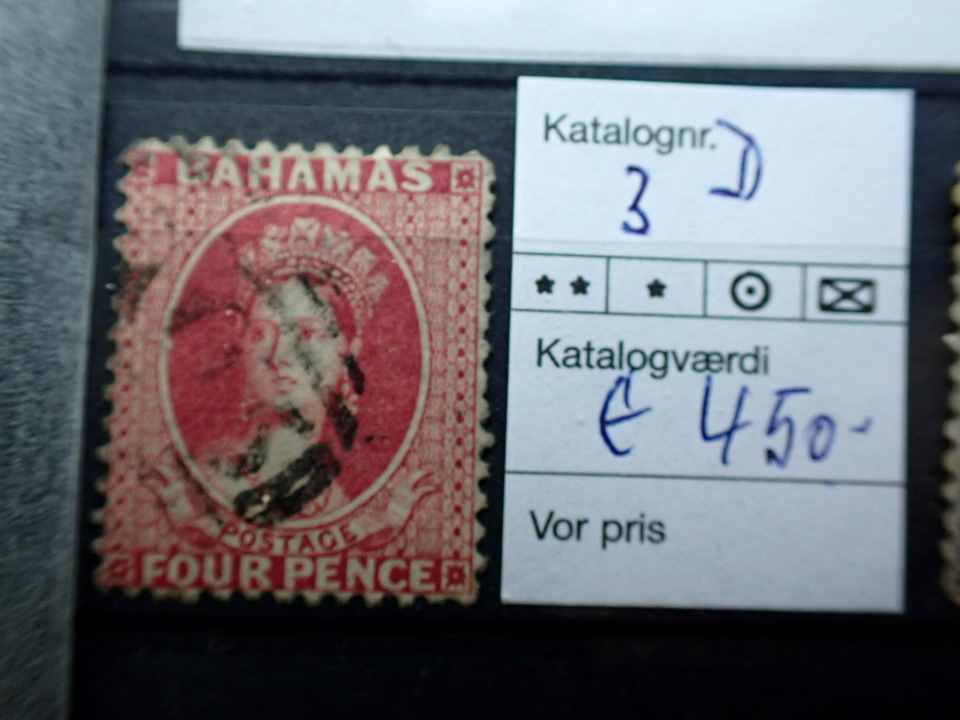 BAHAMAS
POSTAGE
FOUR PENCE
Katalognr.
3 D
Katalogværdi
€ 450-
Vor pris